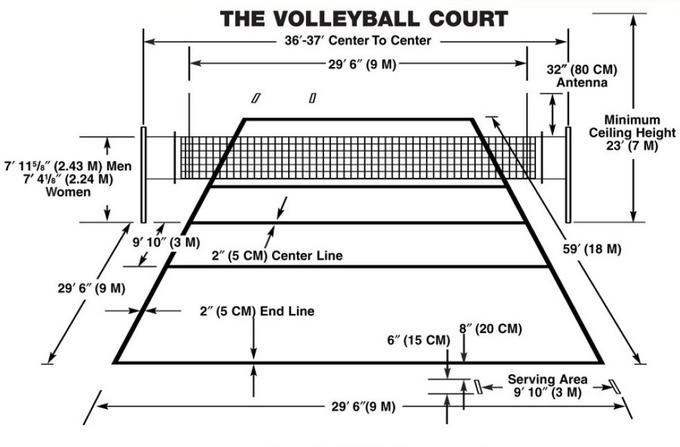 THE VOLLEYBALL COURT
36′-37′ Center To Center
29′ 6″ (9 M)
32″ (80 CM)
Antenna
Minimum
Ceiling Height
23′ (7 M)
7′ 11⁵/₈″ (2.43 M) Men
7′ 4¹/₈″ (2.24 M)
Women
9′ 10″ (3 M)
2″ (5 CM) Center Line
59′ (18 M)
29′ 6″ (9 M)
2″ (5 CM) End Line
8″ (20 CM)
6″ (15 CM)
Serving Area
9′ 10″ (3 M)
29′ 6″(9 M)